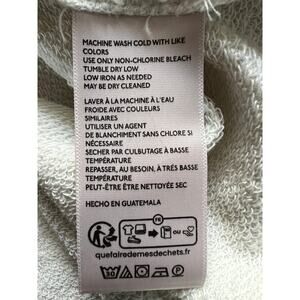 MACHINE WASH COLD WITH LIKE
COLORS
USE ONLY NON-CHLORINE BLEACH
TUMBLE DRY LOW
LOW IRON AS NEEDED
MAY BE DRY CLEANED
LAVER À LA MACHINE À L'EAU
FROIDE AVEC COULEURS
SIMILAIRES
UTILISER UN AGENT
DE BLANCHIMENT SANS CHLORE SI
NÉCESSAIRE
SECHER PAR CULBUTAGE À BASSE
TEMPÉRATURE
REPASSER, AU BESOIN, À TRÉS BASSE
TEMPÉRATURE
PEUT-ÊTRE ÊTRE NETTOYÉE SEC
HECHO EN GUATEMALA
FR
OU
quefairedemesdechets.fr